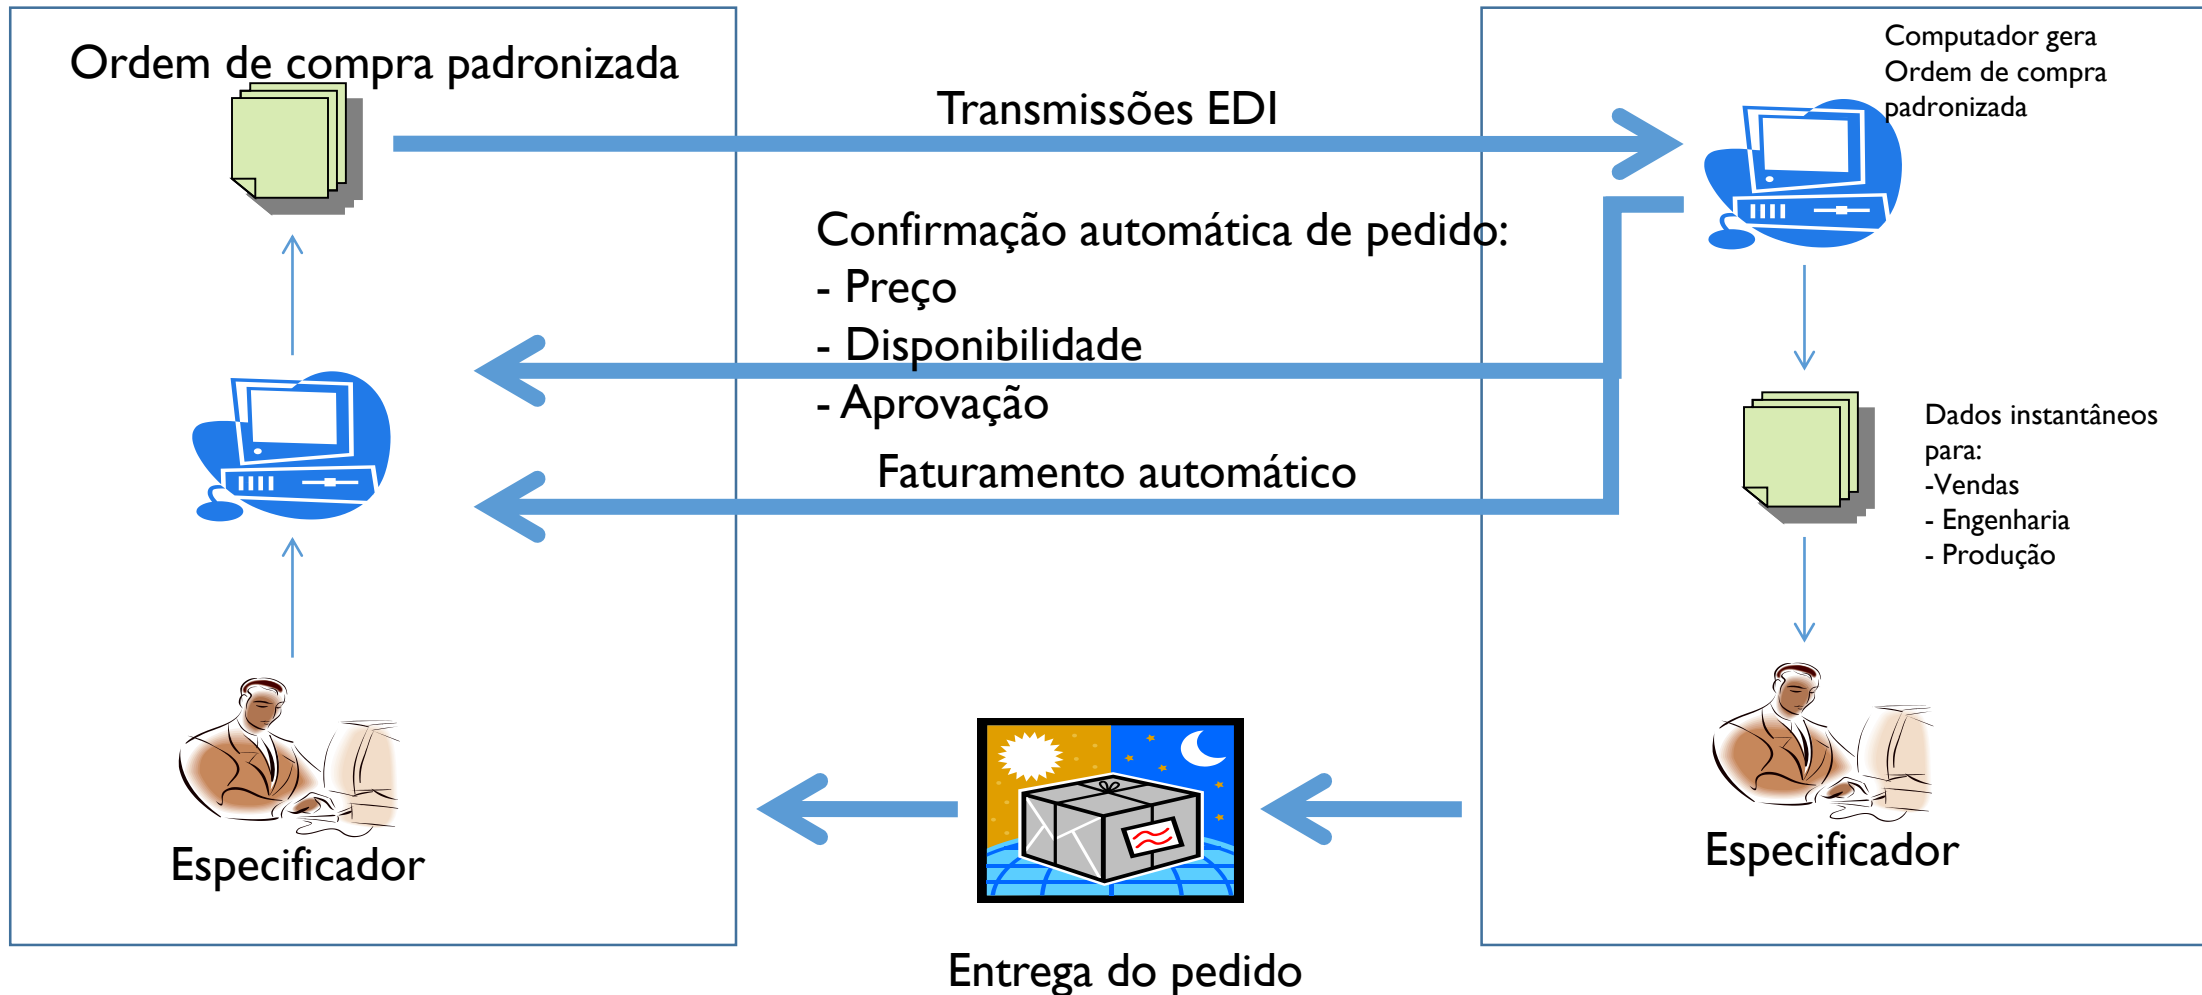 Ordem de compra padronizada
Transmissões EDI
Computador gera
Ordem de compra
padronizada
Confirmação automática de pedido:
- Preço
- Disponibilidade
- Aprovação
Faturamento automático
Dados instantâneos
para:
-Vendas
- Engenharia
- Produção
Especificador
Especificador
Entrega do pedido